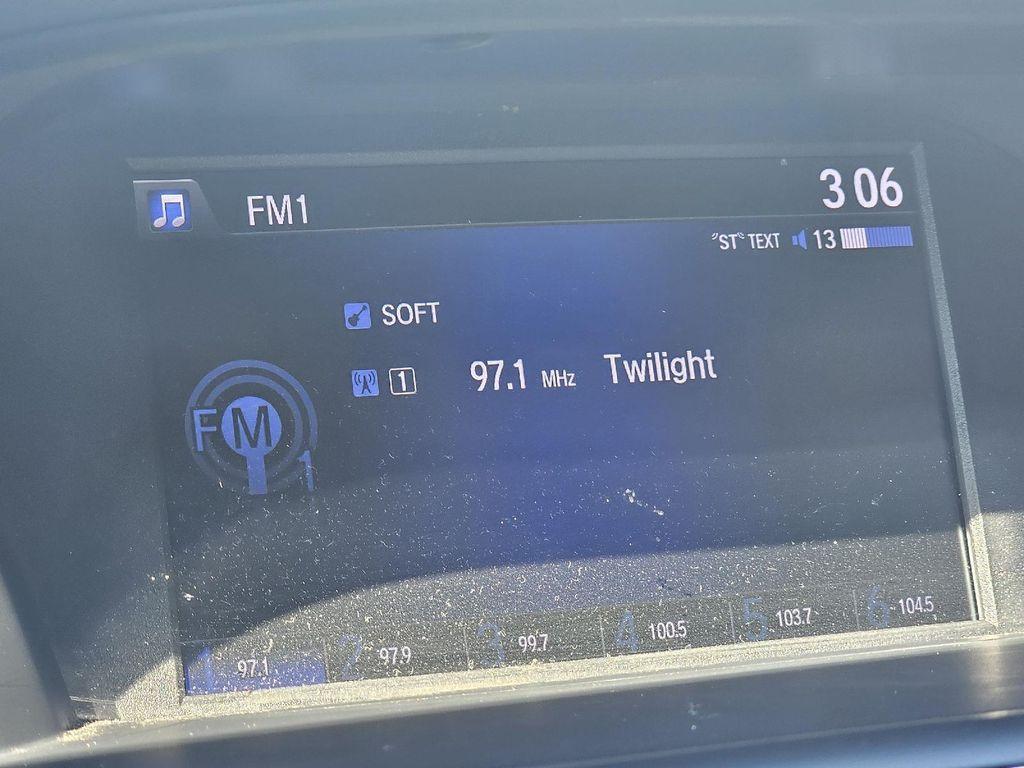 FM1
3 06
"ST" TEXT 13
SOFT
1 97.1 MHz Twilight
FM
1
1 97.1 2 97.9 3 99.7 4 100.5 5 103.7 6 104.5